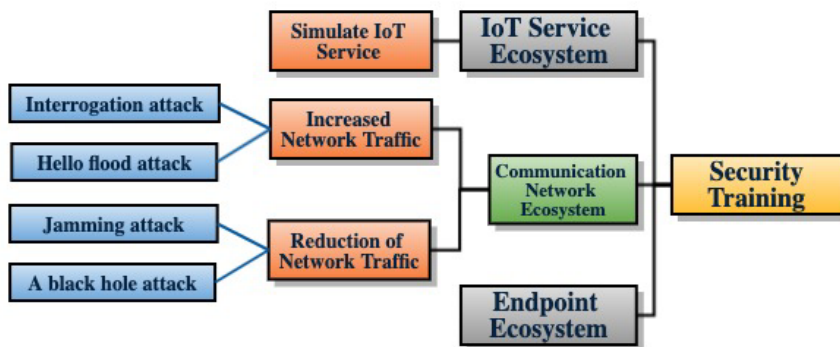 Simulate IoT
Service
IoT Service
Ecosystem
Interrogation attack
Hello flood attack
Increased
Network Traffic
Jamming attack
A black hole attack
Reduction of
Network Traffic
Communication
Network
Ecosystem
Security
Training
Endpoint
Ecosystem